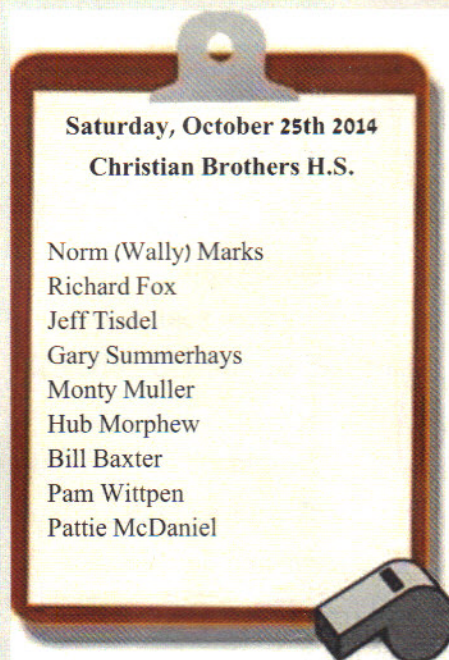 Saturday, October 25th 2014
Christian Brothers H.S.
Norm (Wally) Marks
Richard Fox
Jeff Tisdel
Gary Summerhays
Monty Muller
Hub Morphew
Bill Baxter
Pam Wittpen
Pattie McDaniel